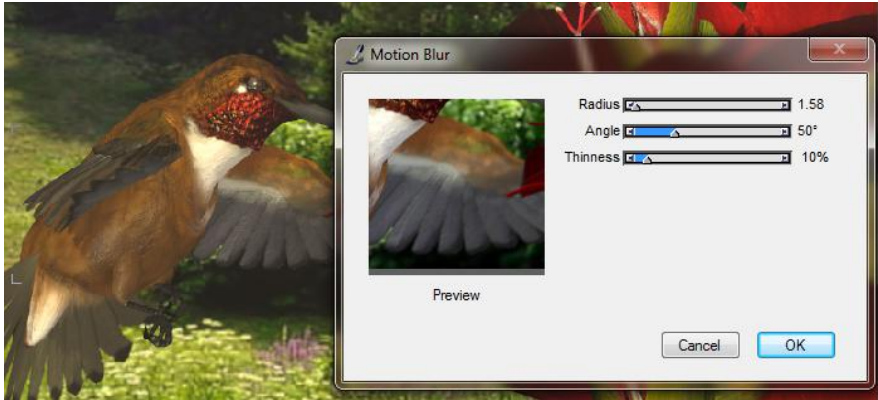 Motion Blur
Radius 1.58
Angle 50°
Thinness 10%
Preview
Cancel OK